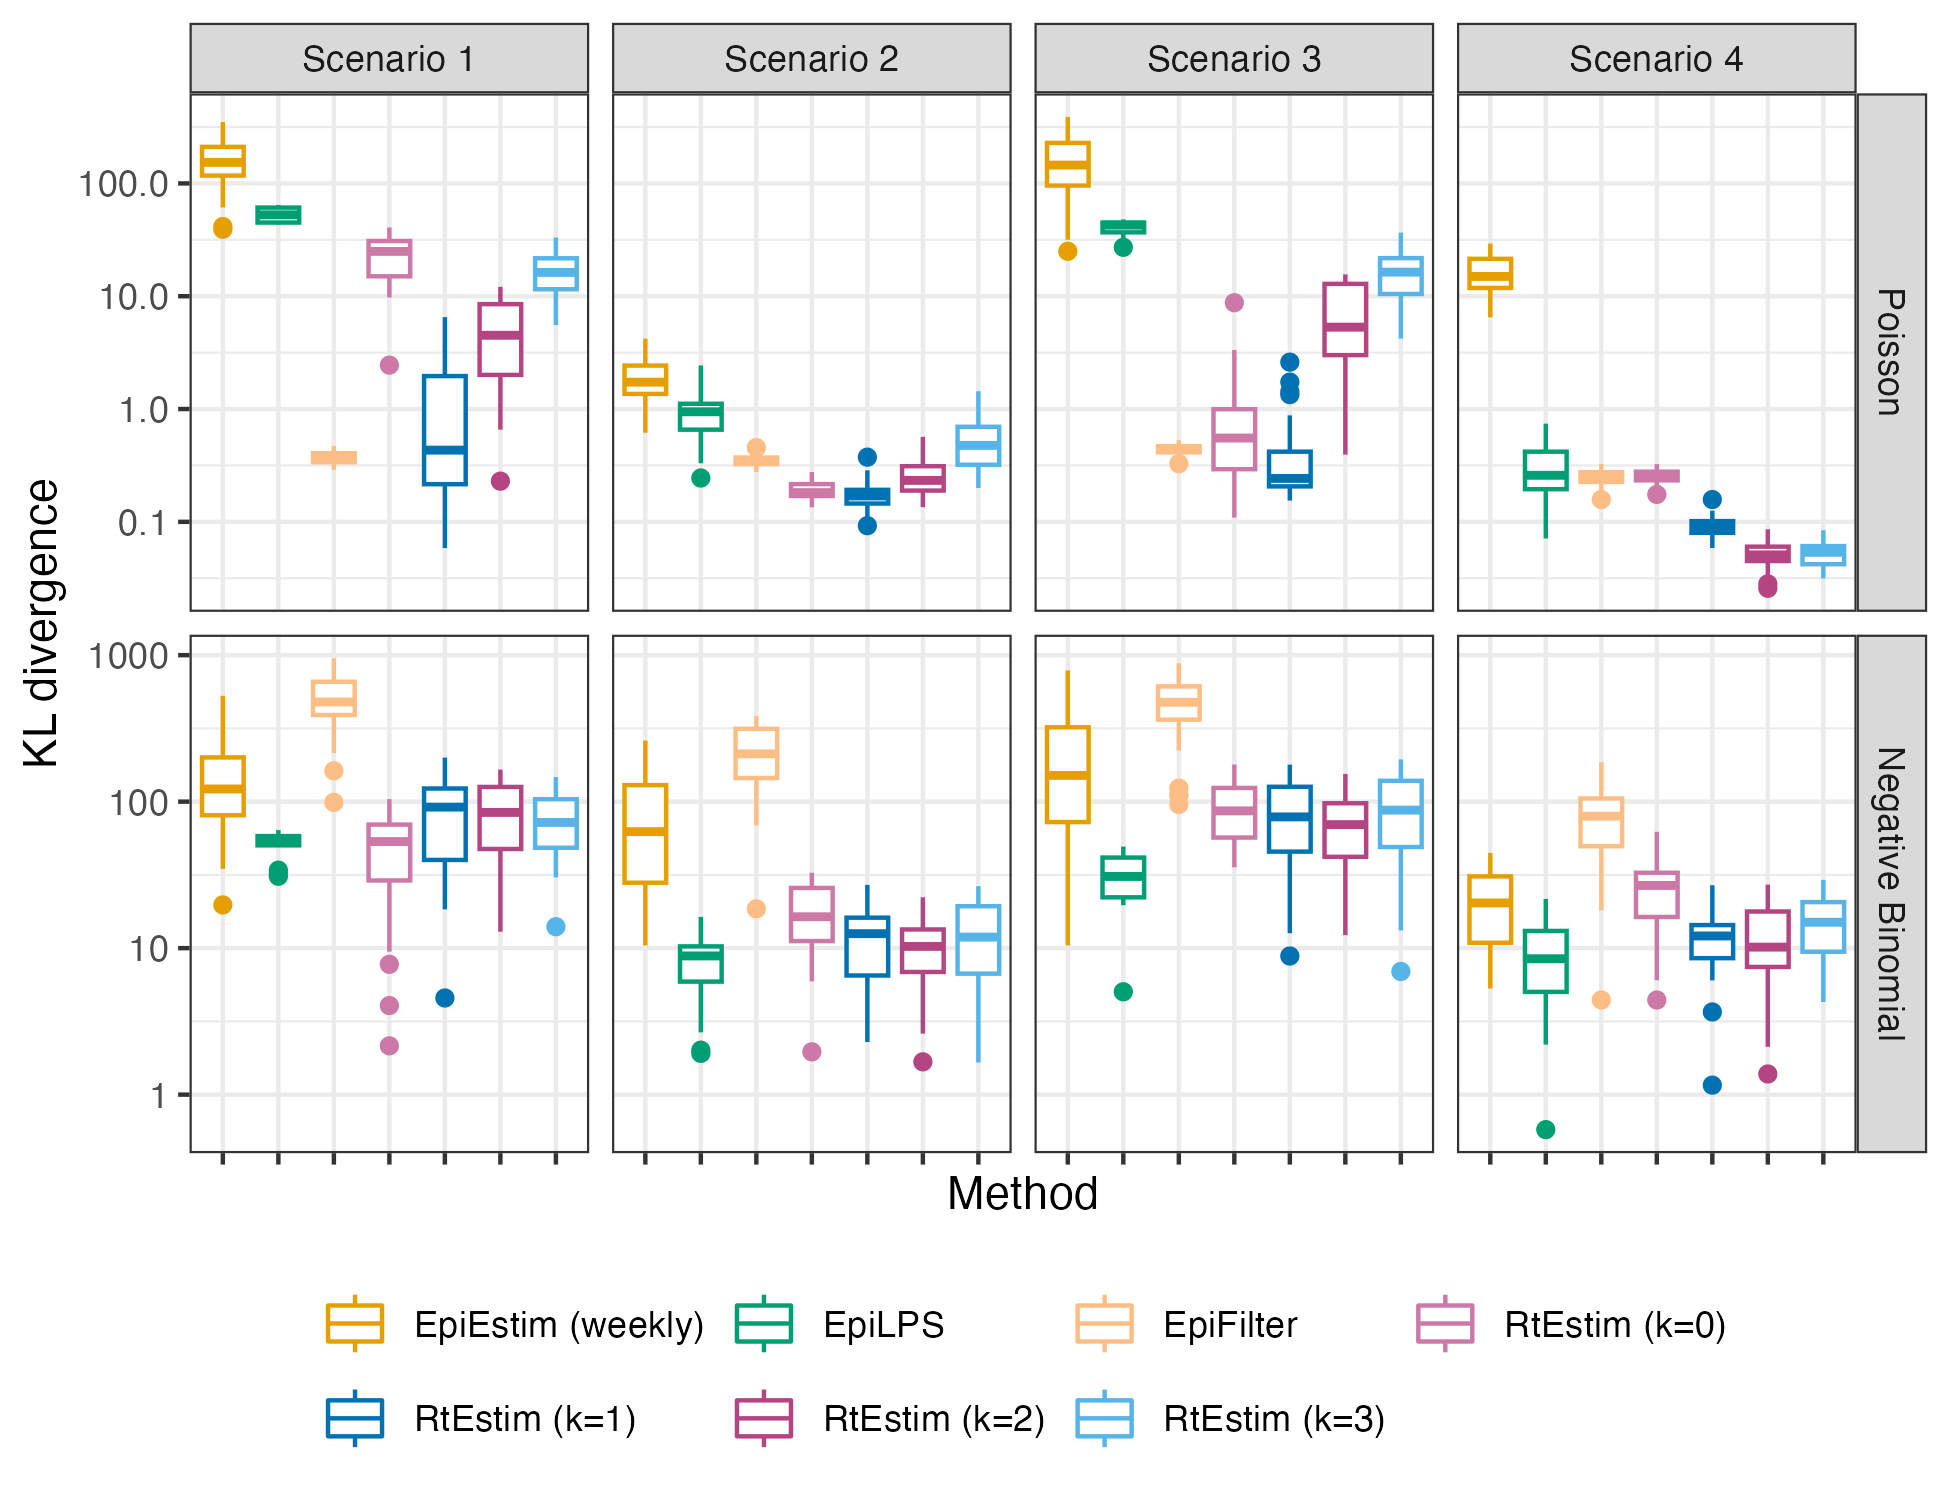 Scenario 1
Scenario 2
Scenario 3
Scenario 4
KL divergence
100.0
10.0
1.0
0.1
Poisson
1000
100
10
1
Negative Binomial
Method
EpiEstim (weekly)
EpiLPS
EpiFilter
RtEstim (k=0)
RtEstim (k=1)
RtEstim (k=2)
RtEstim (k=3)